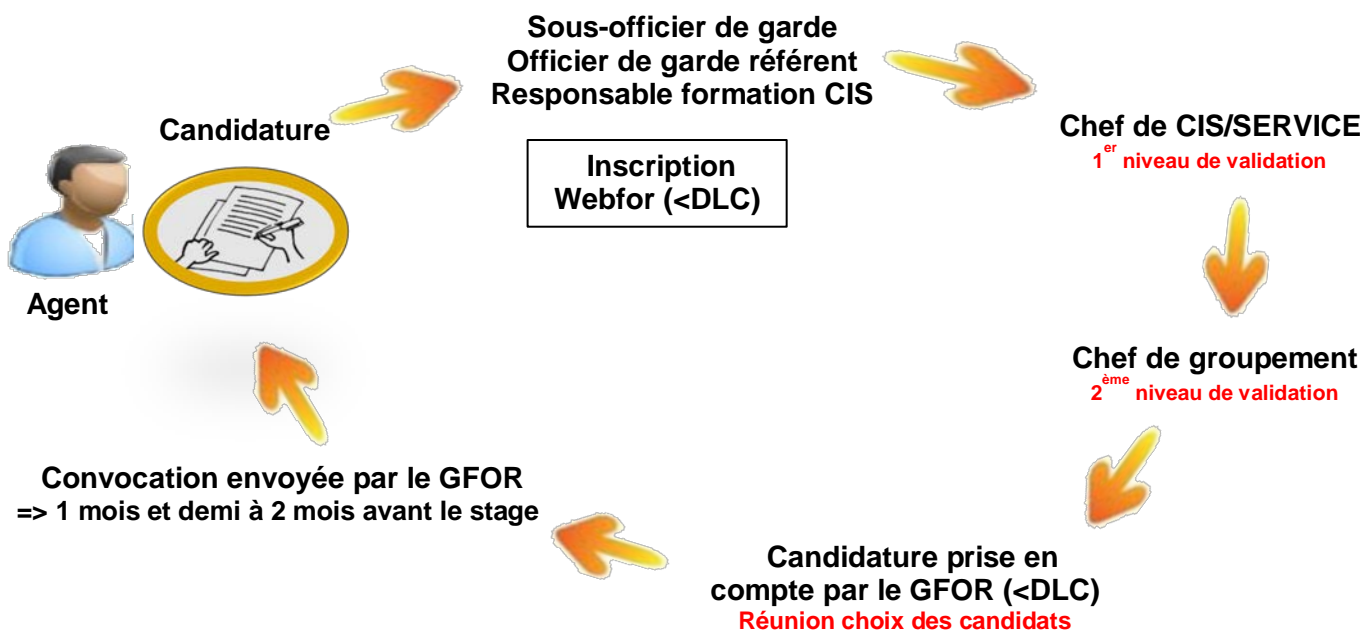 Sous-officier de garde
Officier de garde référent
Responsable formation CIS
Candidature
Inscription
Webfor (<DLC)
Chef de CIS/SERVICE
1er niveau de validation
Agent
Chef de groupement
2ème niveau de validation
Convocation envoyée par le GFOR
=> 1 mois et demi à 2 mois avant le stage
Candidature prise en
compte par le GFOR (<DLC)
Réunion choix des candidats